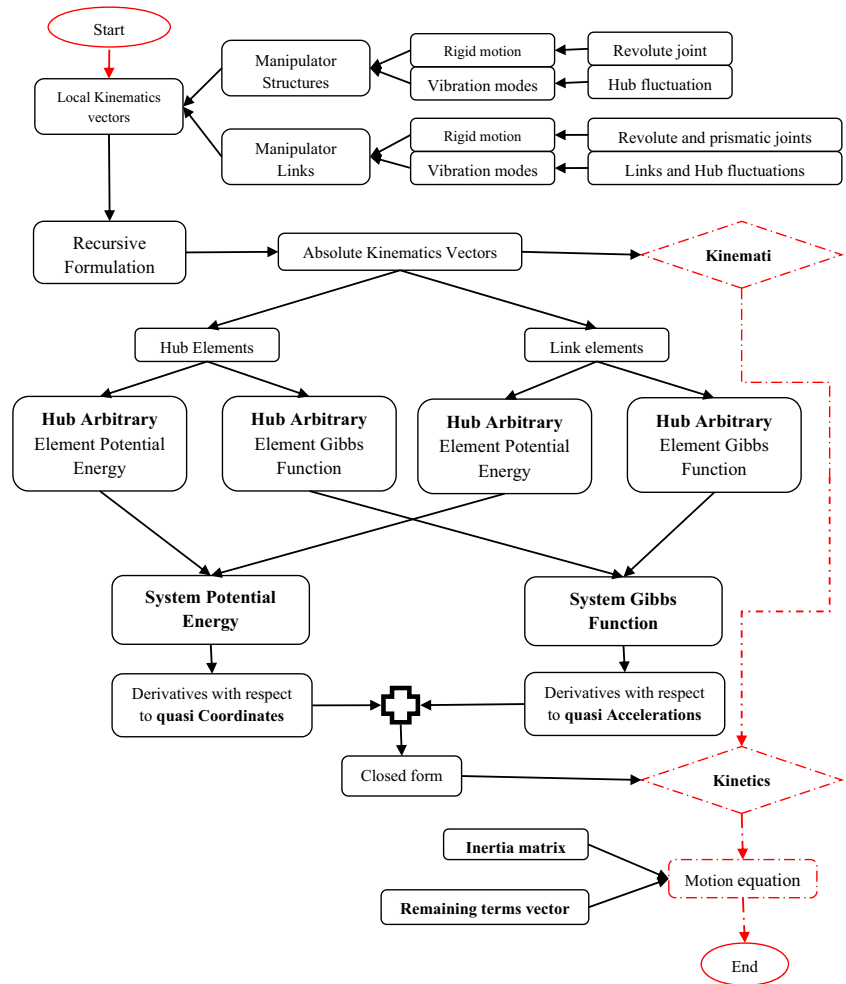 Start
Local Kinematics
vectors
Manipulator
Structures
Rigid motion
Revolute joint
Vibration modes
Hub fluctuation
Manipulator
Links
Rigid motion
Revolute and prismatic joints
Vibration modes
Links and Hub fluctuations
Recursive
Formulation
Absolute Kinematics Vectors
Kinemati
Hub Elements
Link elements
Hub Arbitrary
Element Potential
Energy
Hub Arbitrary
Element Gibbs
Function
Hub Arbitrary
Element Potential
Energy
Hub Arbitrary
Element Gibbs
Function
System Potential
Energy
System Gibbs
Function
Derivatives with respect
to quasi Coordinates
Derivatives with respect
to quasi Accelerations
Closed form
Kinetics
Inertia matrix
Motion equation
Remaining terms vector
End